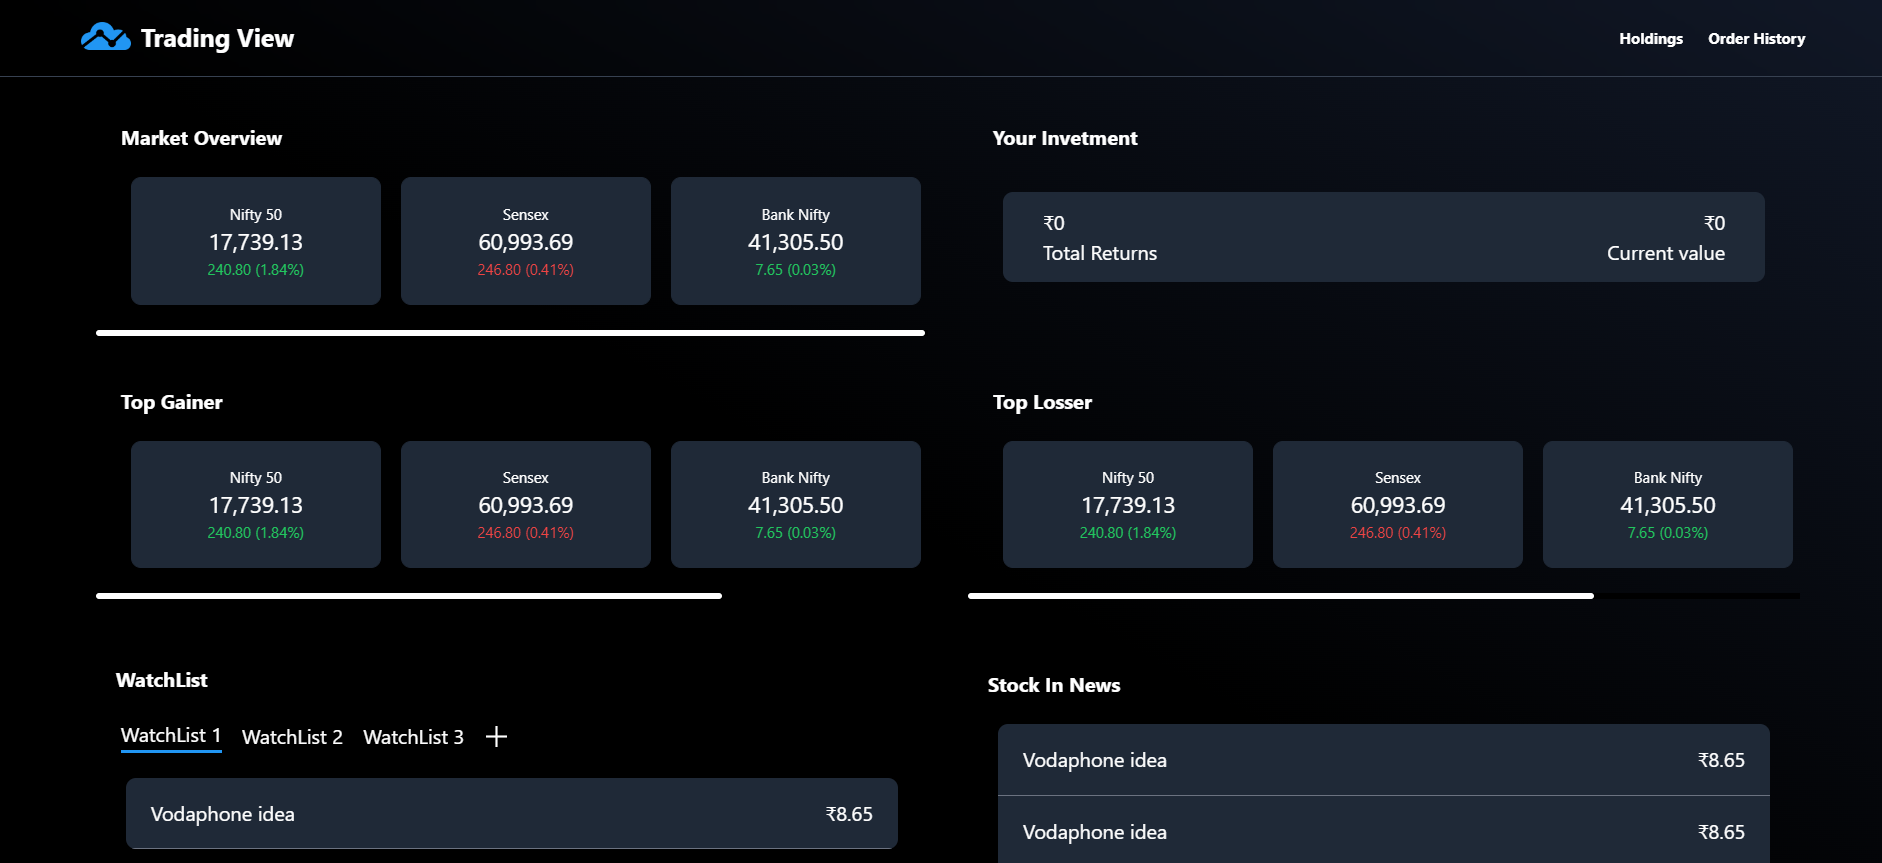 Trading View
Holdings
Order History
Market Overview
Nifty 50
17,739.13
240.80 (1.84%)
Sensex
60,993.69
246.80 (0.41%)
Bank Nifty
41,305.50
7.65 (0.03%)
Your Invetment
₹0
Total Returns
₹0
Current value
Top Gainer
Nifty 50
17,739.13
240.80 (1.84%)
Sensex
60,993.69
246.80 (0.41%)
Bank Nifty
41,305.50
7.65 (0.03%)
Top Losser
Nifty 50
17,739.13
240.80 (1.84%)
Sensex
60,993.69
246.80 (0.41%)
Bank Nifty
41,305.50
7.65 (0.03%)
WatchList
WatchList 1 WatchList 2 WatchList 3 +
Vodaphone idea ₹8.65
Stock In News
Vodaphone idea ₹8.65
Vodaphone idea ₹8.65